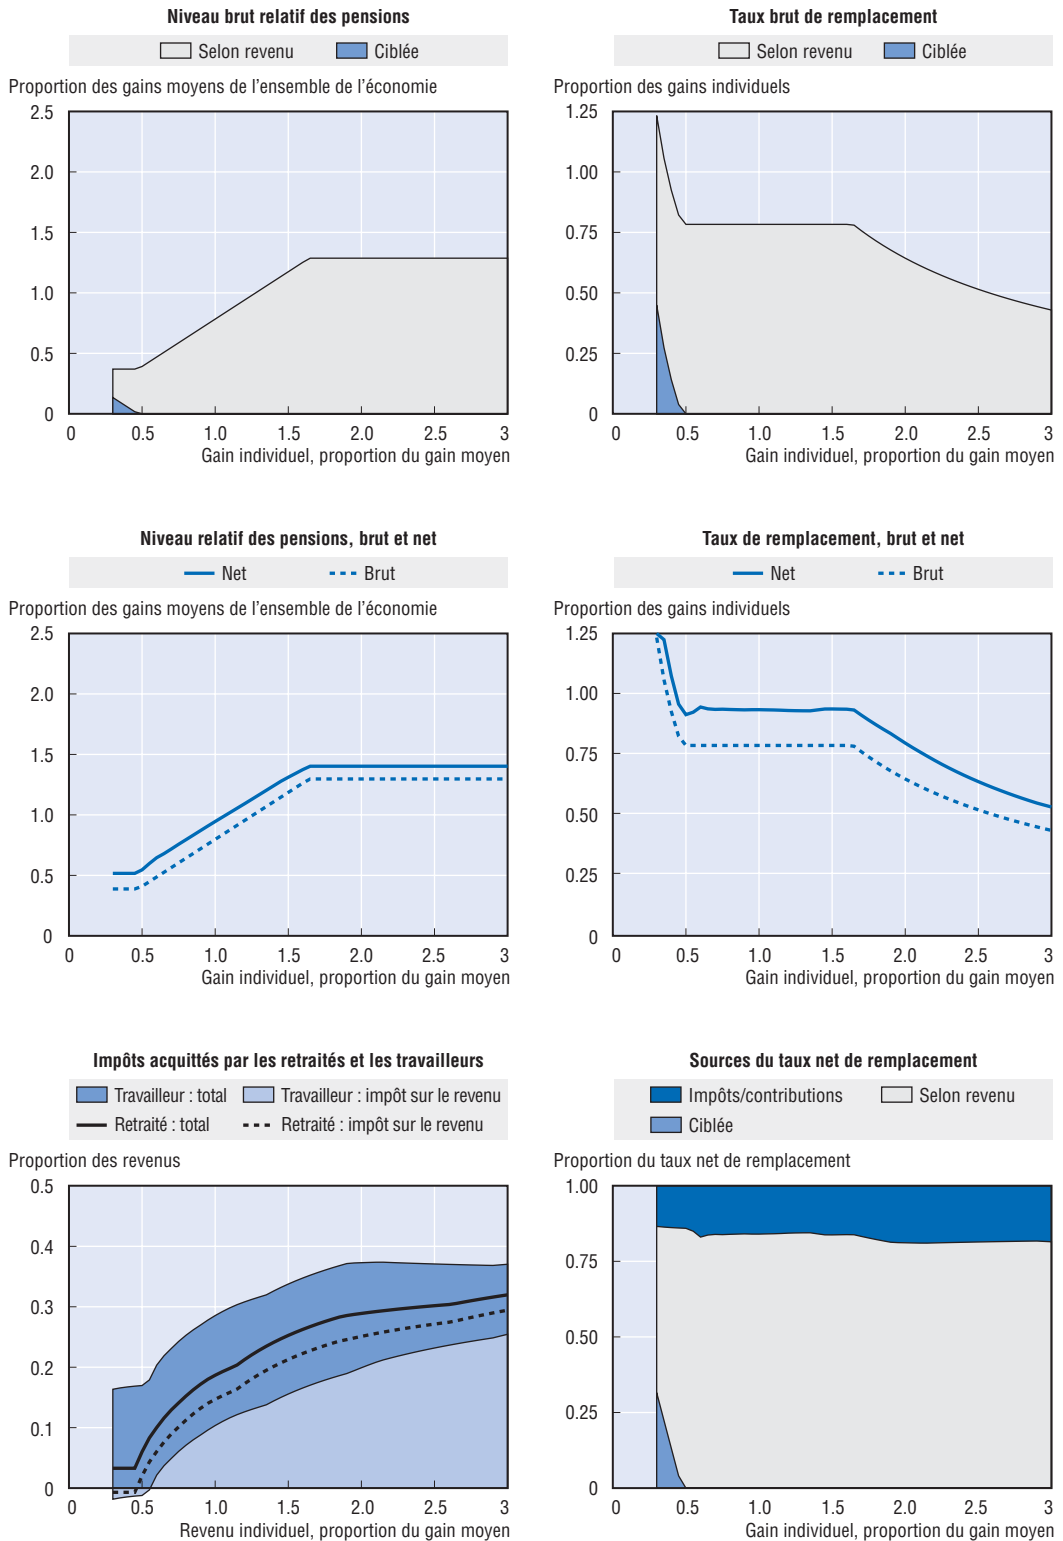 Niveau brut relatif des pensions
Selon revenu Ciblée
Proportion des gains moyens de l'ensemble de l'économie
2.5
2.0
1.5
1.0
0.5
0
0 0.5 1.0 1.5 2.0 2.5 3
Gain individuel, proportion du gain moyen
Taux brut de remplacement
Selon revenu Ciblée
Proportion des gains individuels
1.25
1.00
0.75
0.50
0.25
0
0 0.5 1.0 1.5 2.0 2.5 3
Gain individuel, proportion du gain moyen
Niveau relatif des pensions, brut et net
Net Brut
Proportion des gains moyens de l'ensemble de l'économie
2.5
2.0
1.5
1.0
0.5
0
0 0.5 1.0 1.5 2.0 2.5 3
Gain individuel, proportion du gain moyen
Taux de remplacement, brut et net
Net Brut
Proportion des gains individuels
1.25
1.00
0.75
0.50
0.25
0
0 0.5 1.0 1.5 2.0 2.5 3
Gain individuel, proportion du gain moyen
Impôts acquittés par les retraités et les travailleurs
Travailleur : total Travailleur : impôt sur le revenu
Retraité : total Retraité : impôt sur le revenu
Proportion des revenus
0.5
0.4
0.3
0.2
0.1
0
0 0.5 1.0 1.5 2.0 2.5 3
Revenu individuel, proportion du gain moyen
Sources du taux net de remplacement
Impôts/contributions Selon revenu
Ciblée
Proportion du taux net de remplacement
1.00
0.75
0.50
0.25
0
0 0.5 1.0 1.5 2.0 2.5 3
Gain individuel, proportion du gain moyen